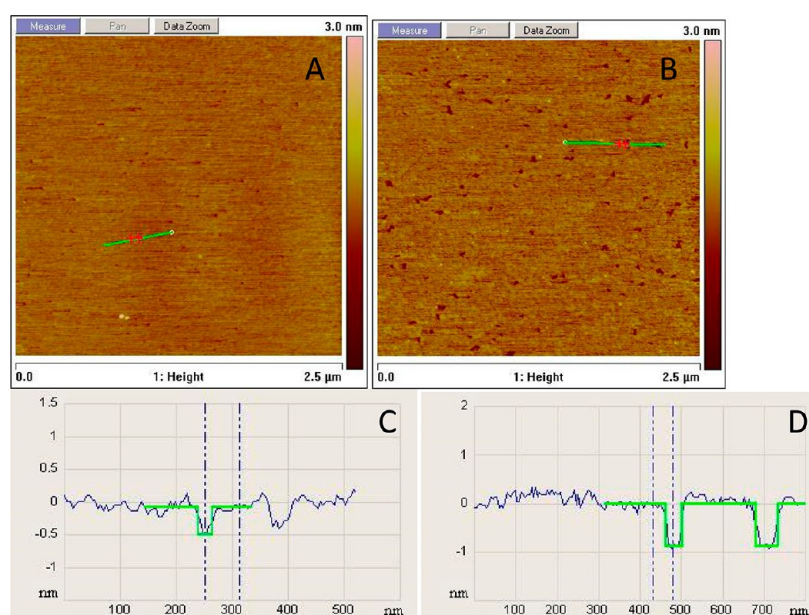 Measure Pan Data Zoom 3.0 nm
A
0.0 1: Height 2.5 µm
Measure Pan Data Zoom 3.0 nm
B
0.0 1: Height 2.5 µm
C
1.5
1
0.5
0
-0.5
-1
nm
100 200 300 400 500 nm
D
2
1
0
-1
nm
100 200 300 400 500 600 700 nm